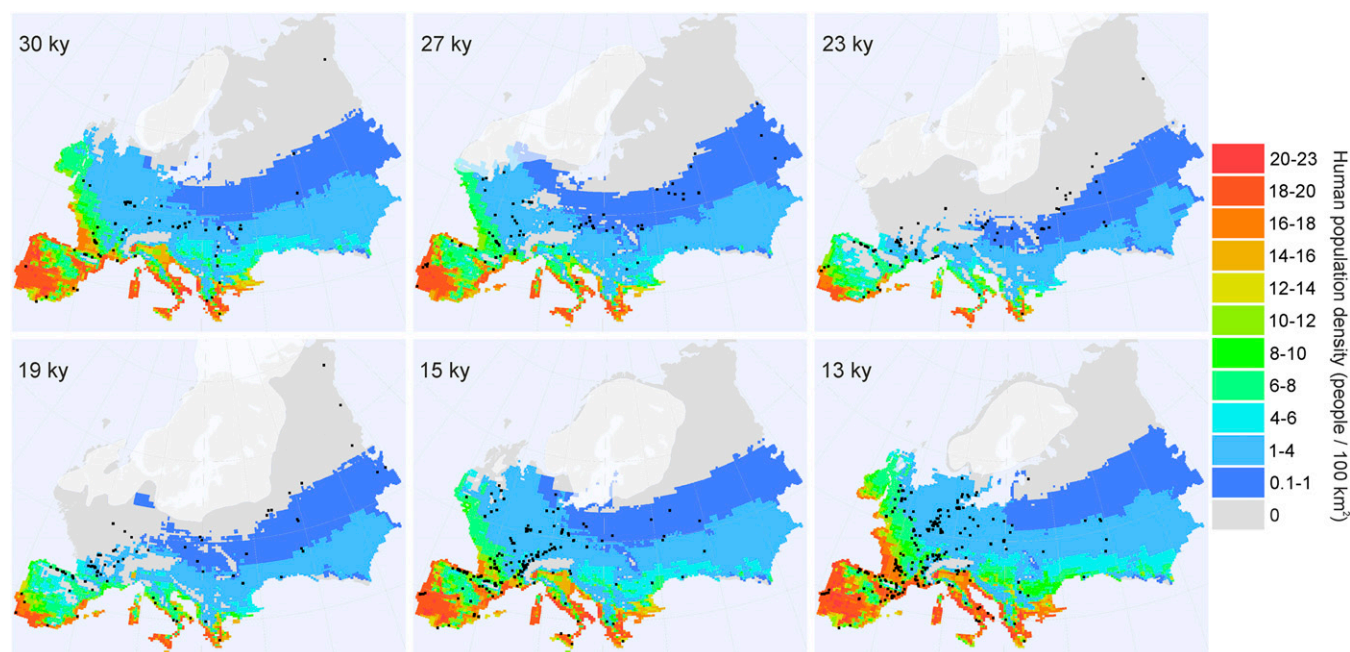 30 ky
27 ky
23 ky
19 ky
15 ky
13 ky
20-23
18-20
16-18
14-16
12-14
10-12
8-10
6-8
4-6
1-4
0.1-1
0
Human population density (people / 100 km²)